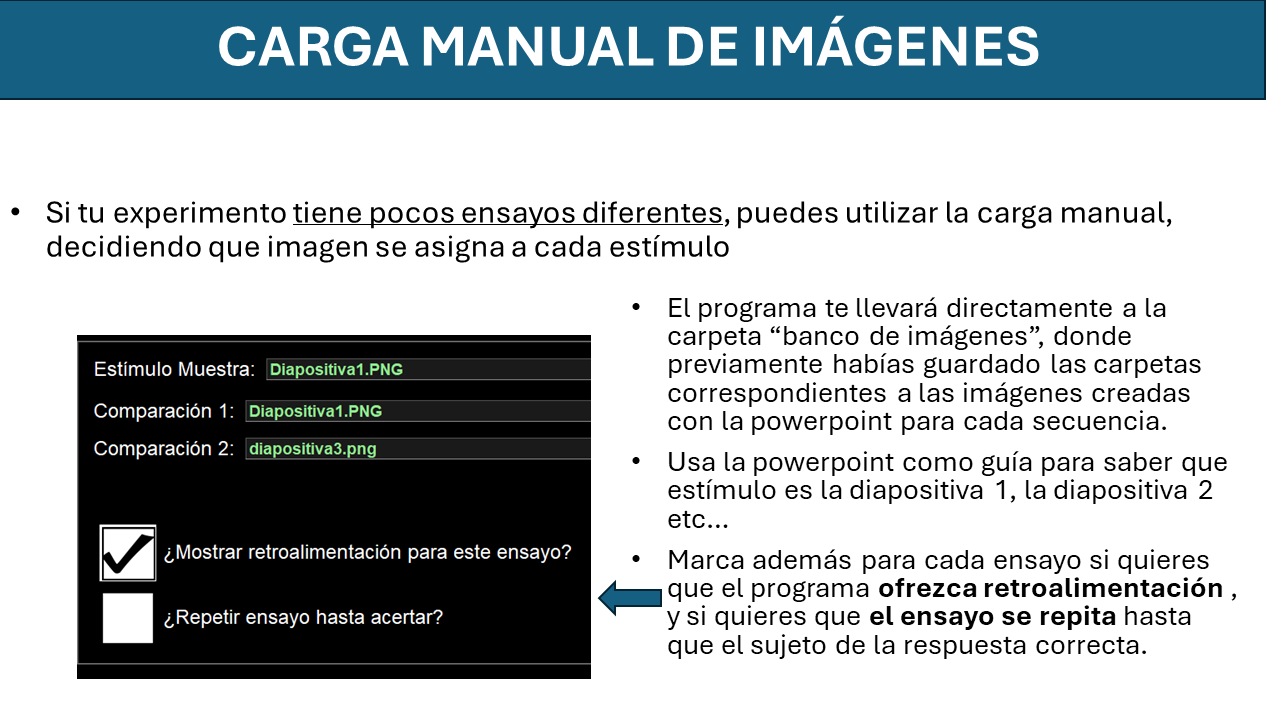 CARGA MANUAL DE IMÁGENES
• Si tu experimento tiene pocos ensayos diferentes, puedes utilizar la carga manual,
decidiendo que imagen se asigna a cada estímulo
Estímulo Muestra: Diapositiva1.PNG
Comparación 1: Diapositiva1.PNG
Comparación 2: diapositiva3.png
¿Mostrar retroalimentación para este ensayo?
¿Repetir ensayo hasta acertar?
• El programa te llevará directamente a la
carpeta “banco de imágenes”, donde
previamente habías guardado las carpetas
correspondientes a las imágenes creadas
con la powerpoint para cada secuencia.
• Usa la powerpoint como guía para saber que
estímulo es la diapositiva 1, la diapositiva 2
etc…
• Marca además para cada ensayo si quieres
que el programa ofrezca retroalimentación ,
y si quieres que el ensayo se repita hasta
que el sujeto de la respuesta correcta.